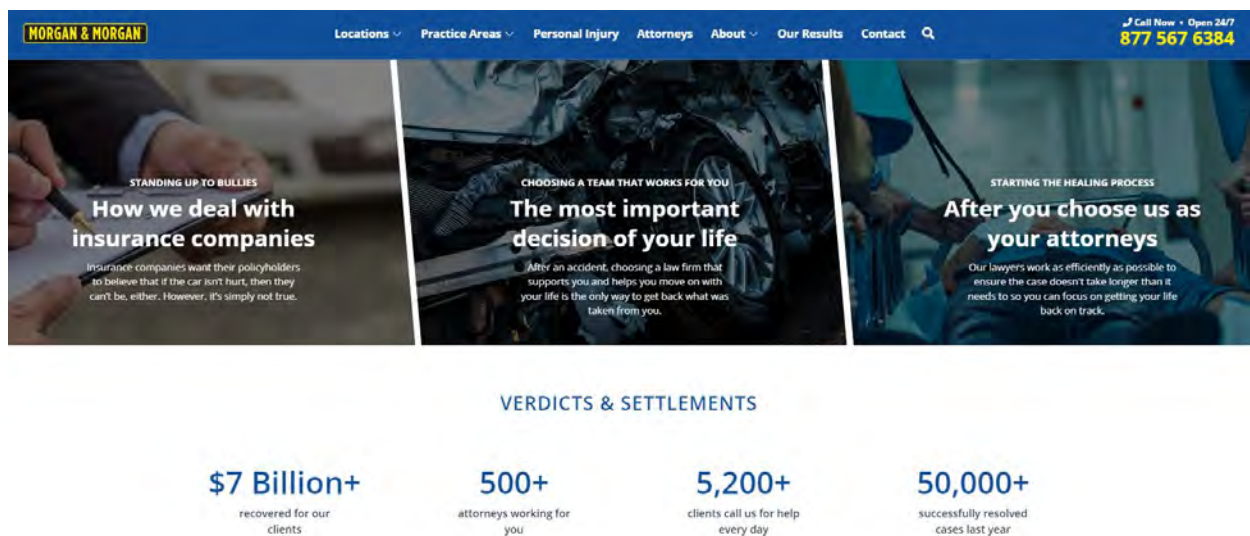 MORGAN & MORGAN
Locations
Practice Areas
Personal Injury
Attorneys
About
Our Results
Contact
Call Now • Open 24/7
877 567 6384
STANDING UP TO BULLIES
How we deal with
insurance companies
Insurance companies want their policyholders
to believe that if the car isn't hurt, then they
can't be, either. However, it's simply not true.
CHOOSING A TEAM THAT WORKS FOR YOU
The most important
decision of your life
After an accident, choosing a law firm that
supports you and helps you move on with
your life is the only way to get back what was
taken from you.
STARTING THE HEALING PROCESS
After you choose us as
your attorneys
Our lawyers work as efficiently as possible to
ensure the case doesn't take longer than it
needs to so you can focus on getting your life
back on track.
VERDICTS & SETTLEMENTS
$7 Billion+
recovered for our
clients
500+
attorneys working for
you
5,200+
clients call us for help
every day
50,000+
successfully resolved
cases last year